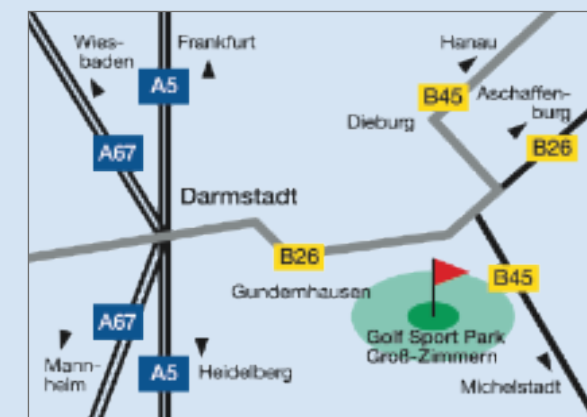 Wies-
baden
Frankfurt
Hanau
A5
B45
Aschaffen-
burg
Dieburg
A67
B26
Darmstadt
B26
Gundernhausen
B45
A67
Golf Sport Park
Groß-Zimmern
Mann-
heim
A5
Heidelberg
Michelstadt